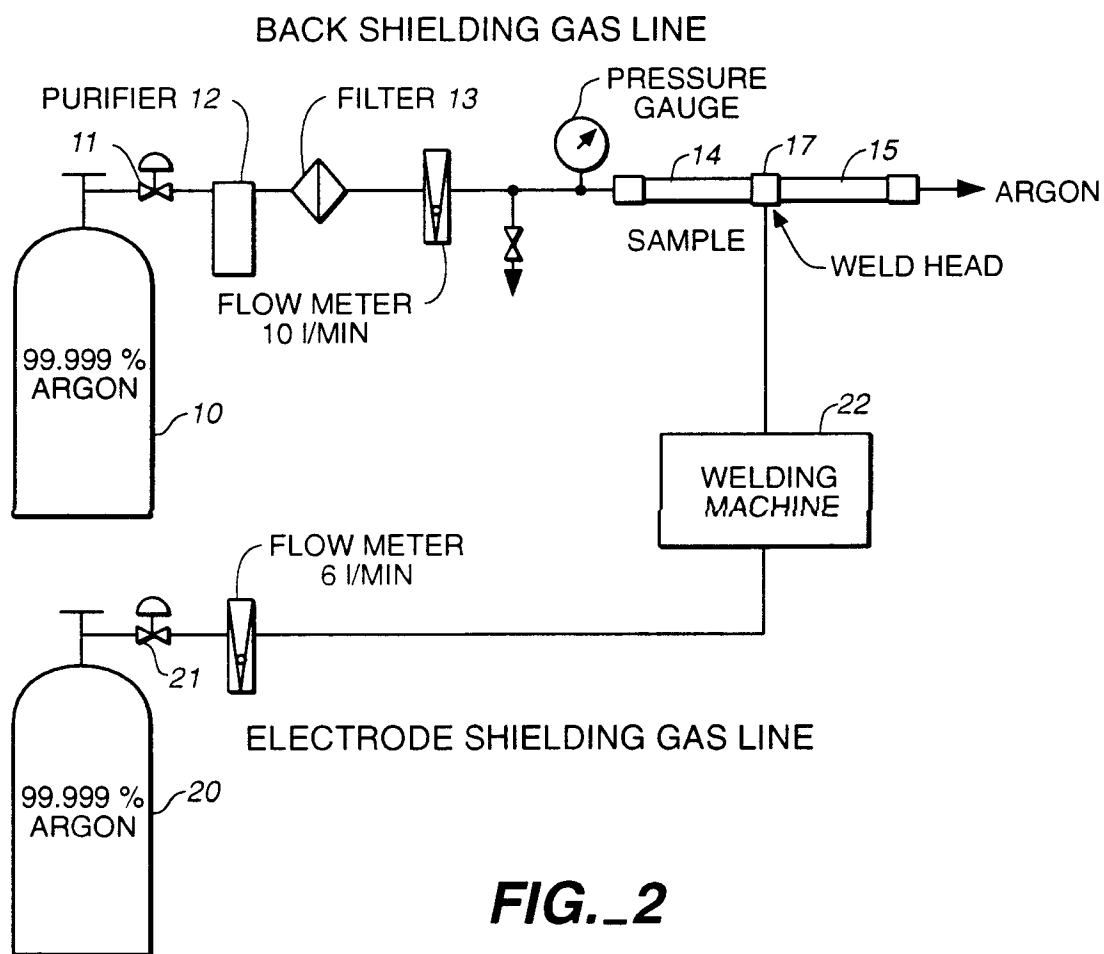 BACK SHIELDING GAS LINE
PURIFIER 12
FILTER 13
PRESSURE
GAUGE
11
14
17
15
ARGON
SAMPLE
WELD HEAD
FLOW METER
10 l/MIN
99.999 %
ARGON
10
22
WELDING
MACHINE
FLOW METER
6 l/MIN
21
ELECTRODE SHIELDING GAS LINE
99.999 %
ARGON
20
FIG._2